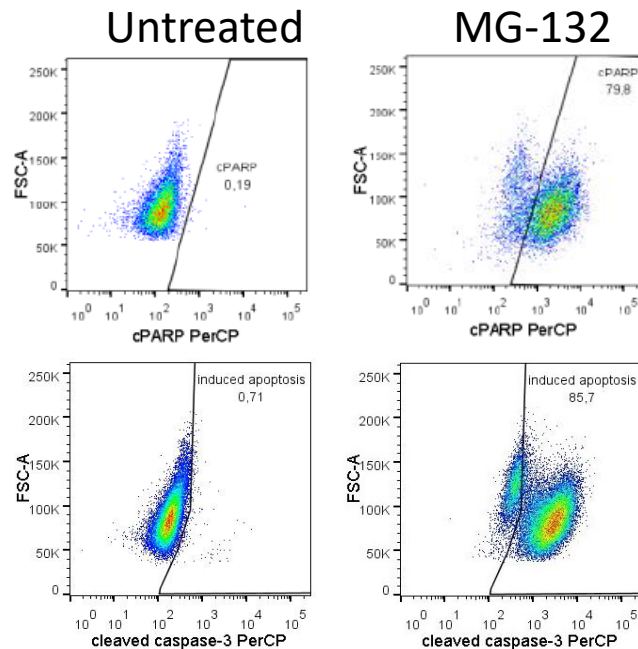 Untreated MG-132
250K
200K
150K
100K
50K
0
FSC-A
cPARP
0,19
10^0 10^1 10^2 10^3 10^4 10^5
cPARP PerCP
250K
200K
150K
100K
50K
0
FSC-A
cPARP
79,8
10^0 10^1 10^2 10^3 10^4 10^5
cPARP PerCP
250K
200K
150K
100K
50K
0
FSC-A
induced apoptosis
0,71
10^0 10^1 10^2 10^3 10^4 10^5
cleaved caspase-3 PerCP
250K
200K
150K
100K
50K
0
FSC-A
induced apoptosis
85,7
10^0 10^1 10^2 10^3 10^4 10^5
cleaved caspase-3 PerCP